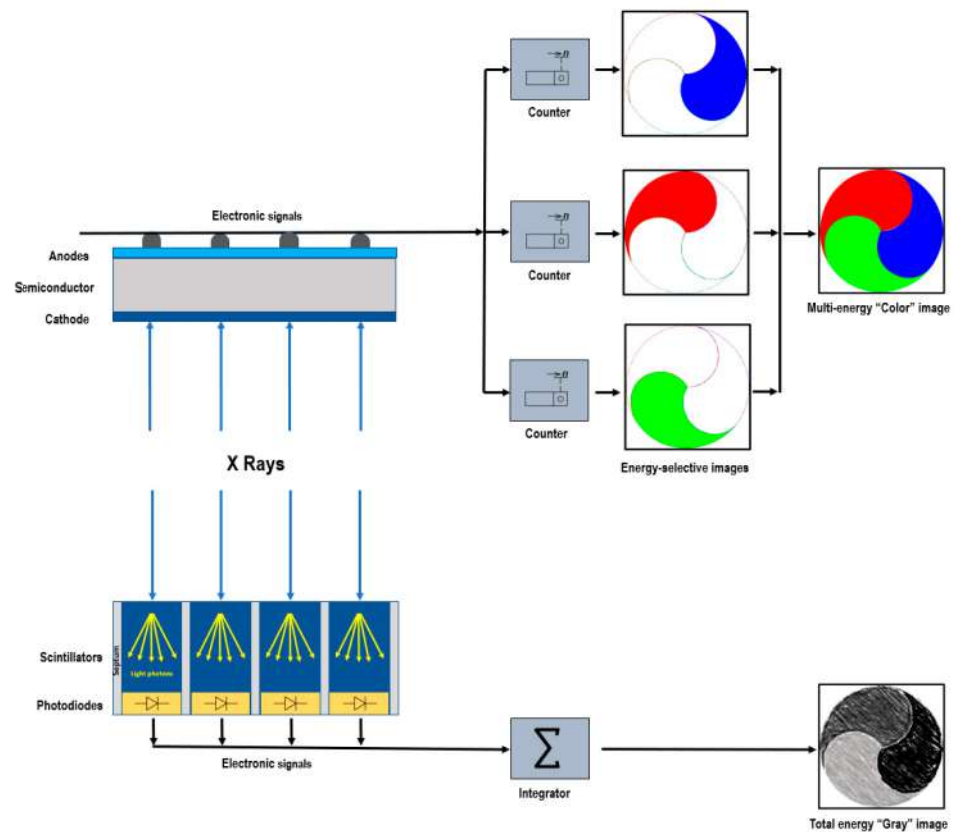 Counter
Electronic signals
Anodes
Counter
Semiconductor
Cathode
Multi-energy “Color” image
Counter
X Rays
Energy-selective images
Scintillators
Septum
Light photons
Photodiodes
Electronic signals
Σ
Integrator
Total energy “Gray” image